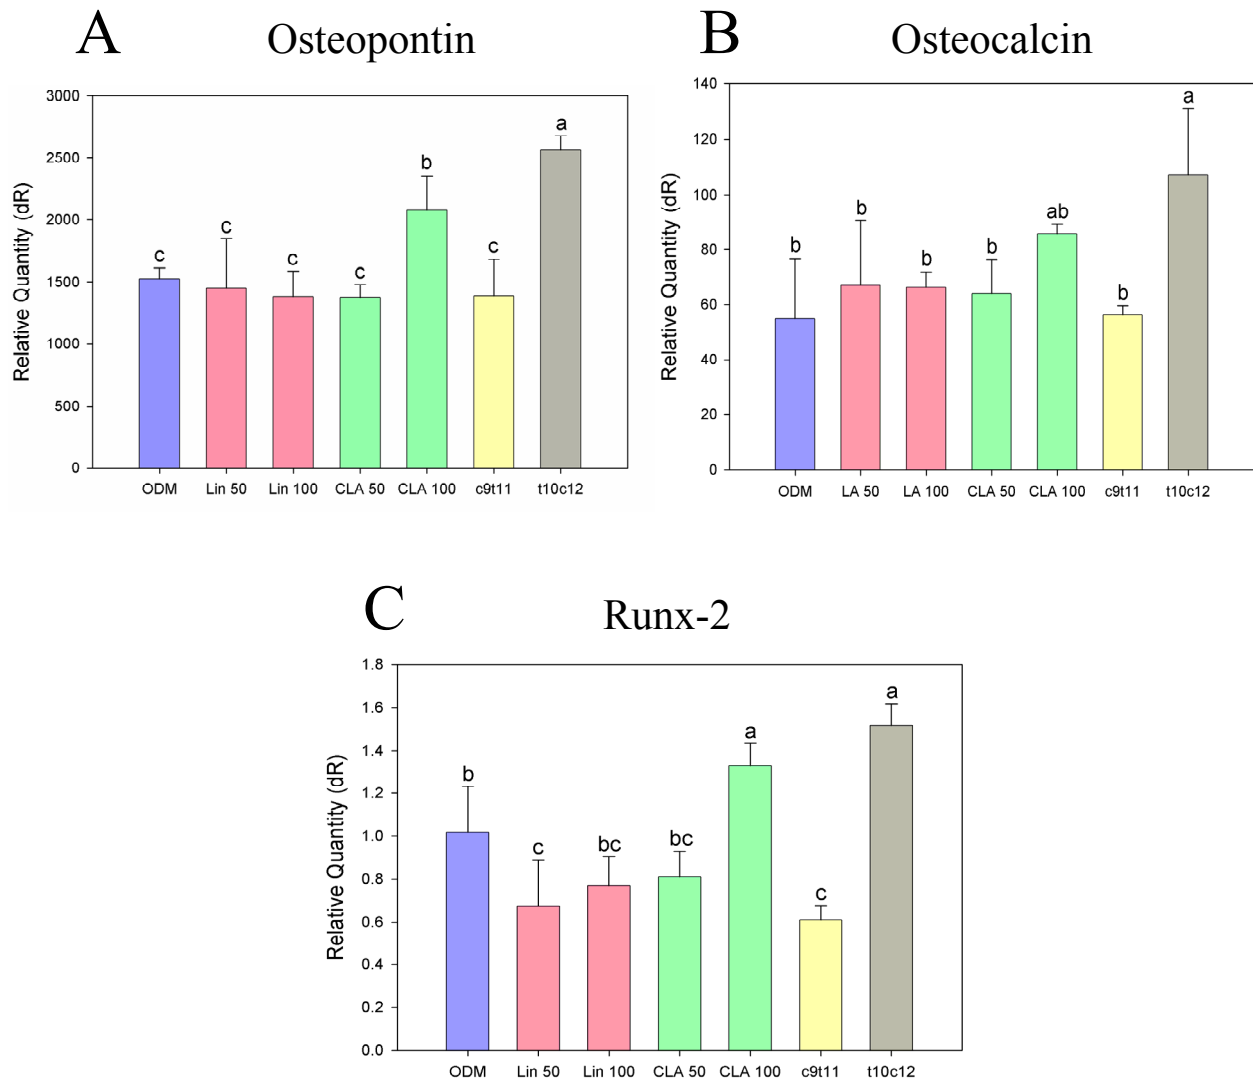 A Osteopontin
3000
2500
2000
1500
1000
500
0
Relative Quantity (dR)
c c c c b c a
ODM Lin 50 Lin 100 CLA 50 CLA 100 c9t11 t10c12
B Osteocalcin
140
120
100
80
60
40
20
0
Relative Quantity (dR)
b b b b ab b a
ODM LA 50 LA 100 CLA 50 CLA 100 c9t11 t10c12
C Runx-2
1.8
1.6
1.4
1.2
1.0
0.8
0.6
0.4
0.2
0.0
Relative Quantity (dR)
b c bc bc a c a
ODM Lin 50 Lin 100 CLA 50 CLA 100 c9t11 t10c12